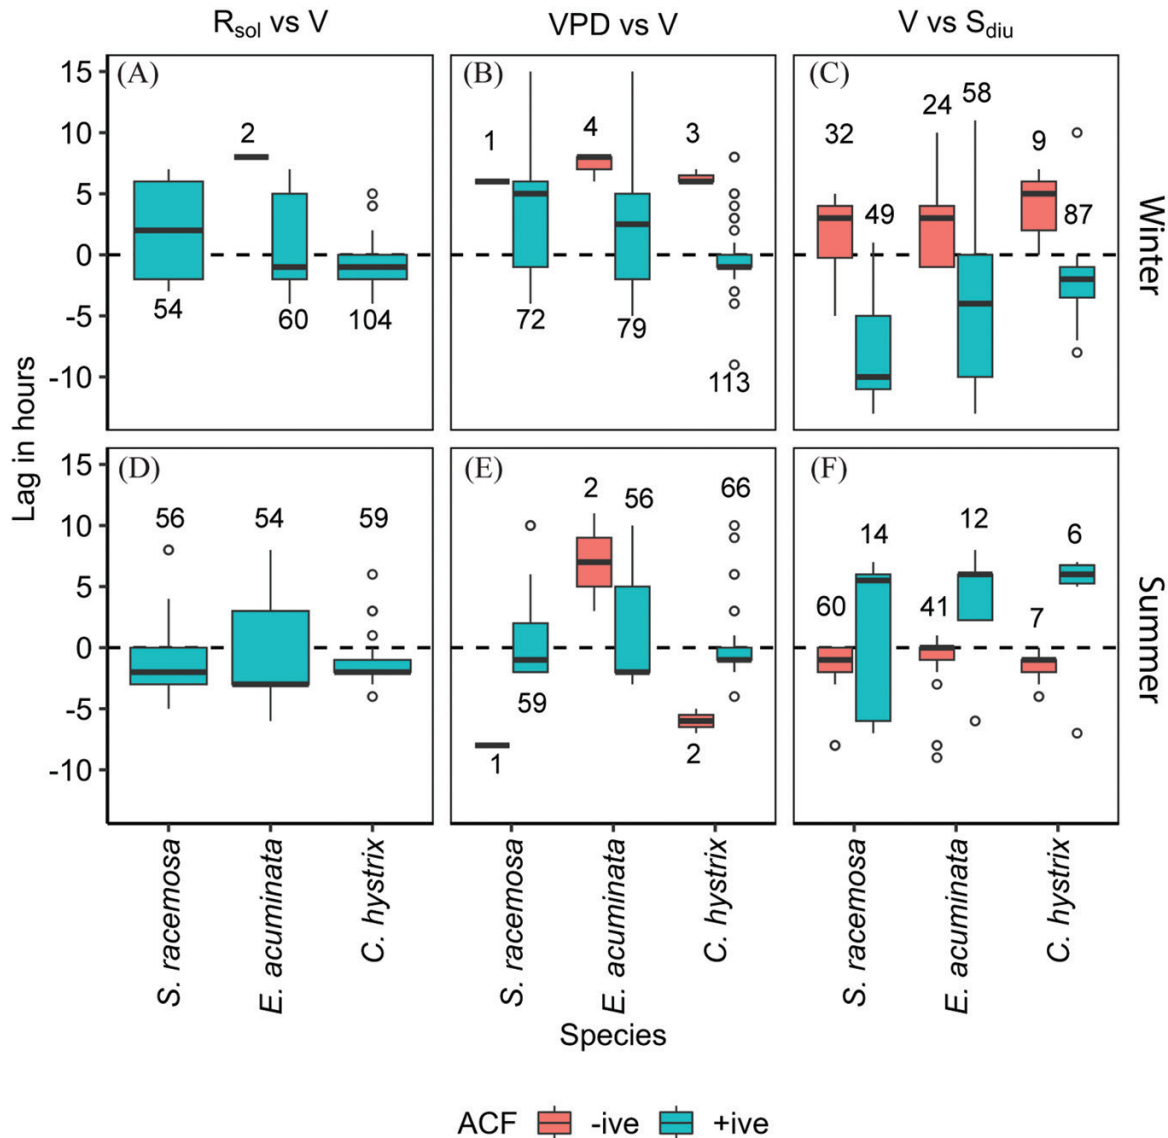 R_sol vs V
VPD vs V
V vs S_diu
(A)
(B)
(C)
15
10
5
0
-5
-10
2
54
60
104
1
4
3
72
79
113
32
24
58
49
9
87
Winter
Lag in hours
(D)
(E)
(F)
15
10
5
0
-5
-10
56
54
59
2
56
66
59
1
2
14
12
6
60
41
7
Summer
S. racemosa
E. acuminata
C. hystrix
S. racemosa
E. acuminata
C. hystrix
S. racemosa
E. acuminata
C. hystrix
Species
ACF -ive +ive